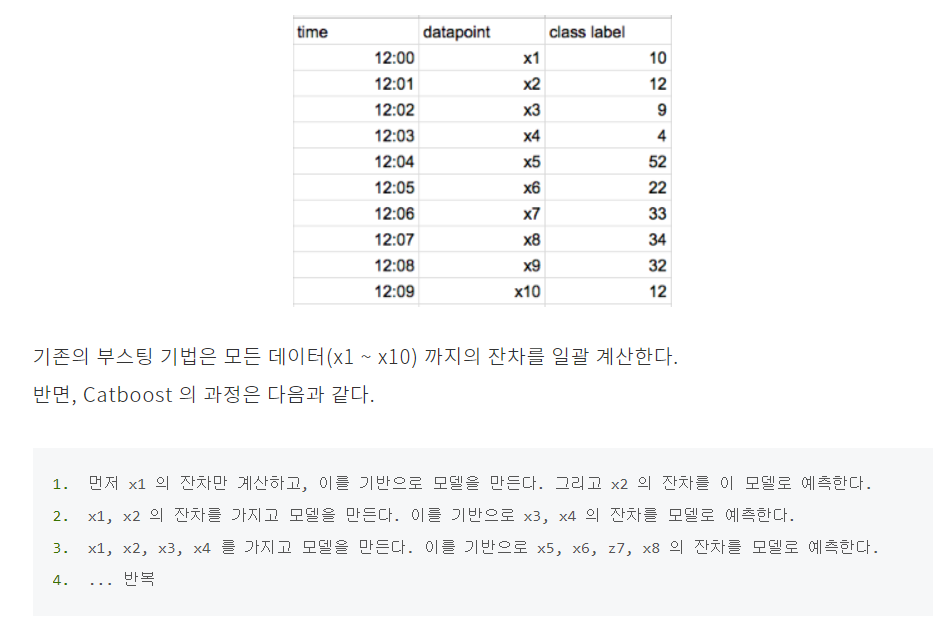 time datapoint class label
12:00 x1 10
12:01 x2 12
12:02 x3 9
12:03 x4 4
12:04 x5 52
12:05 x6 22
12:06 x7 33
12:07 x8 34
12:08 x9 32
12:09 x10 12
기존의 부스팅 기법은 모든 데이터(x1 ~ x10) 까지의 잔차를 일괄 계산한다.
반면, Catboost 의 과정은 다음과 같다.
1. 먼저 x1 의 잔차만 계산하고, 이를 기반으로 모델을 만든다. 그리고 x2 의 잔차를 이 모델로 예측한다.
2. x1, x2 의 잔차를 가지고 모델을 만든다. 이를 기반으로 x3, x4 의 잔차를 모델로 예측한다.
3. x1, x2, x3, x4 를 가지고 모델을 만든다. 이를 기반으로 x5, x6, z7, x8 의 잔차를 모델로 예측한다.
4. ... 반복